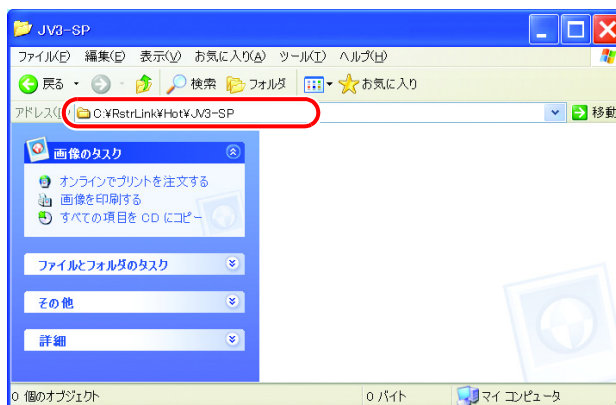 JV3-SP
ファイル(F) 編集(E) 表示(V) お気に入り(A) ツール(T) ヘルプ(H)
戻る 検索 フォルダ お気に入り
アドレス(D) C:¥RstrLink¥Hot¥JV3-SP 移動
画像のタスク
オンラインでプリントを注文する
画像を印刷する
すべての項目を CD にコピー
ファイルとフォルダのタスク
その他
詳細
0 個のオブジェクト 0 バイト マイ コンピュータ